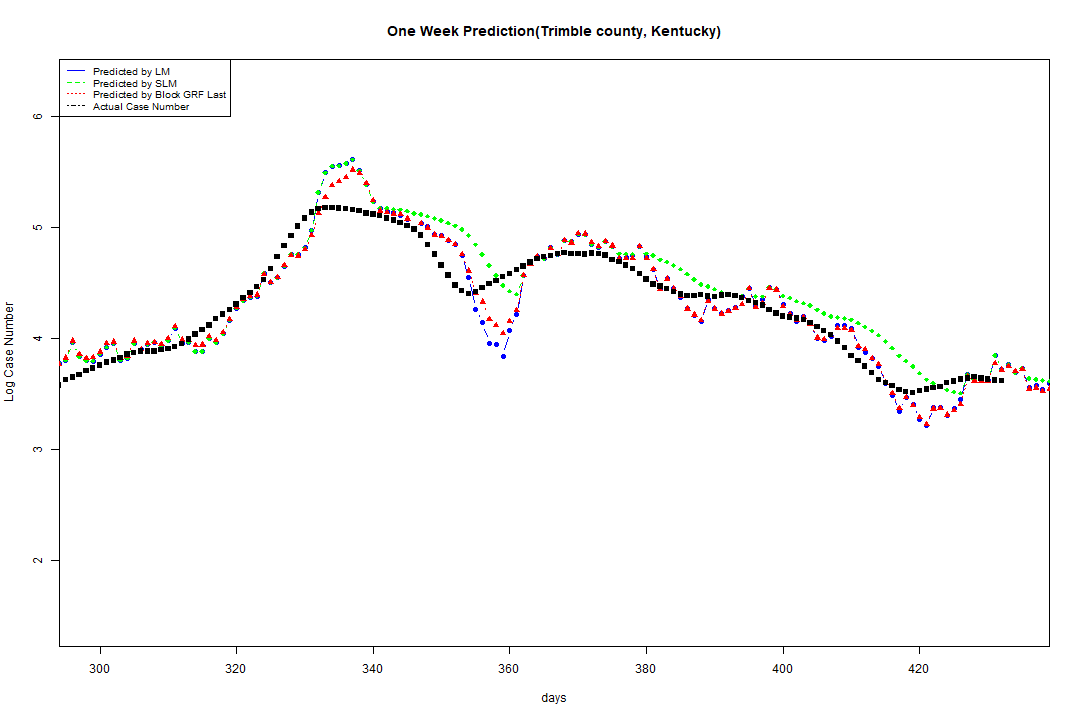 One Week Prediction(Trimble county, Kentucky)
Predicted by LM
Predicted by SLM
Predicted by Block GRF Last
Actual Case Number
Log Case Number
6
5
4
3
2
300 320 340 360 380 400 420
days